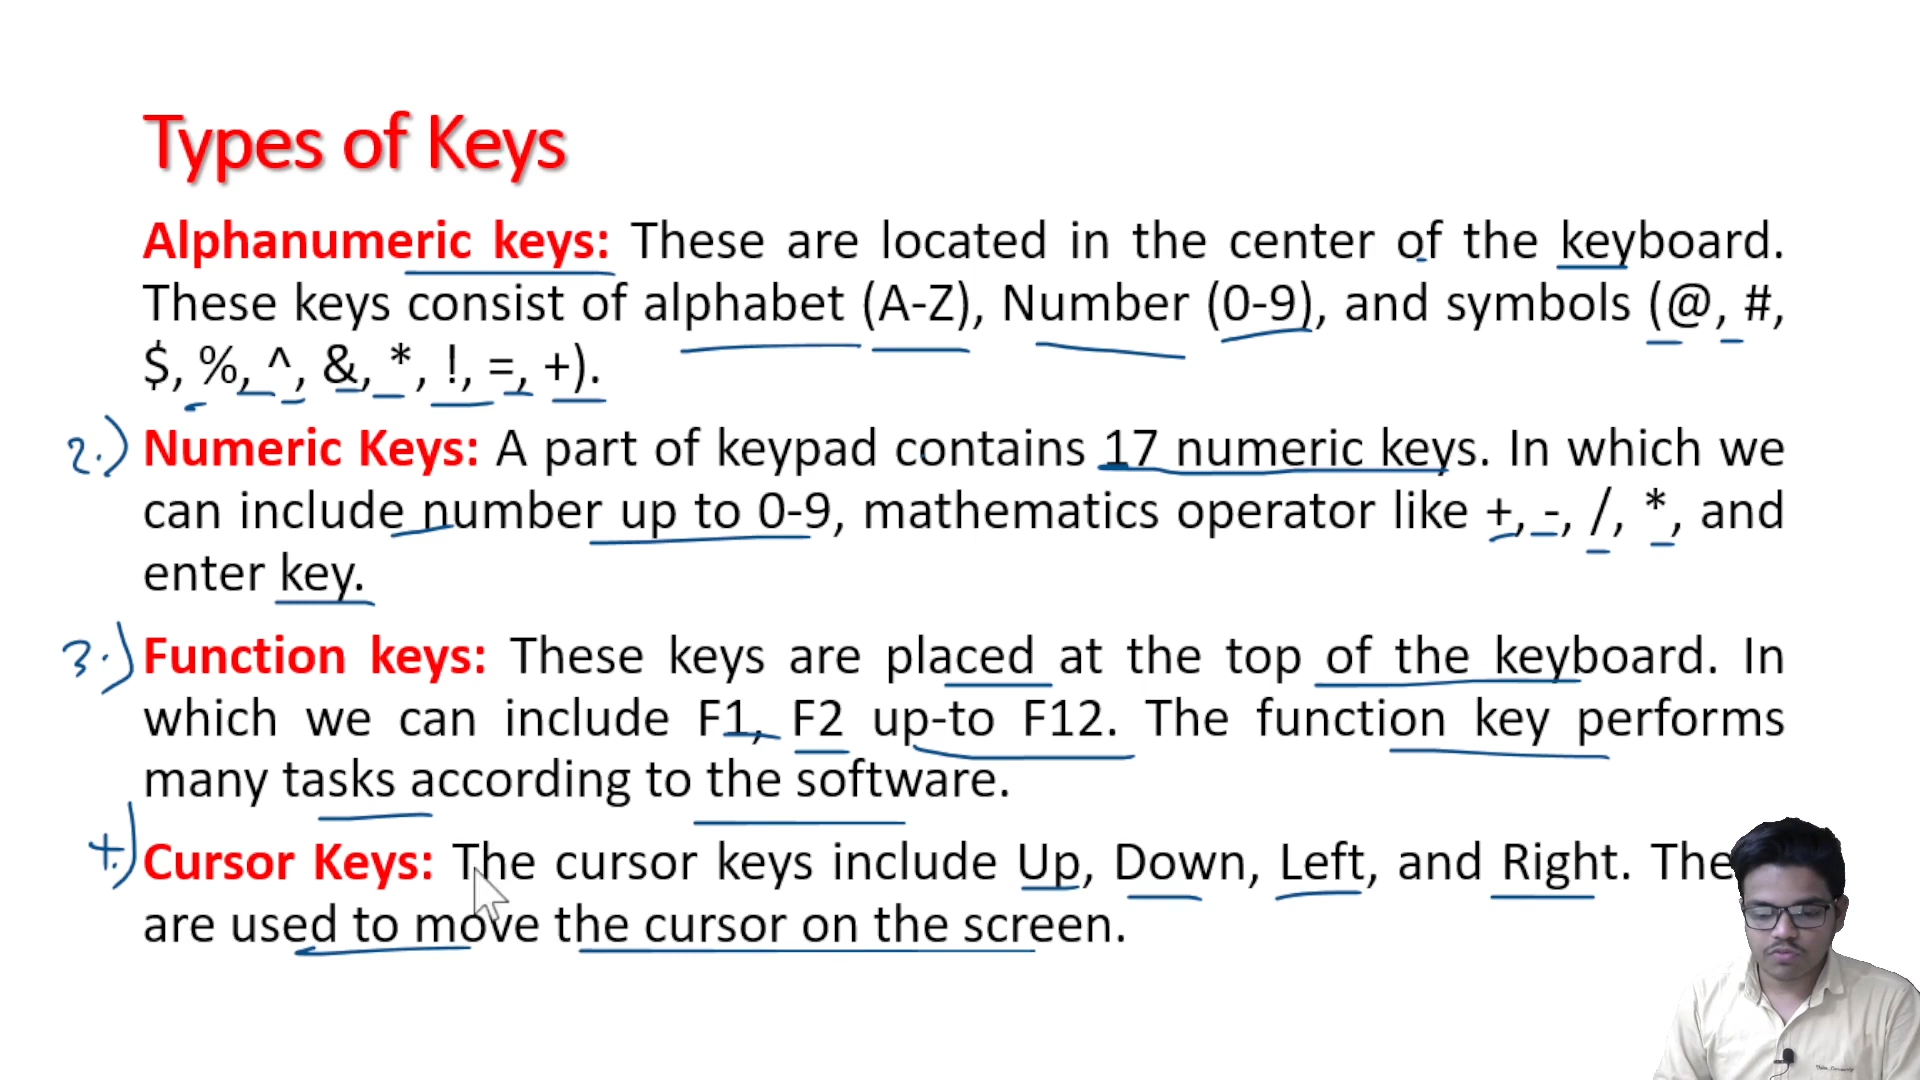 Types of Keys
Alphanumeric keys: These are located in the center of the keyboard.
These keys consist of alphabet (A-Z), Number (0-9), and symbols (@, #,
$, %, ^, &, *, !, =, +).
2.) Numeric Keys: A part of keypad contains 17 numeric keys. In which we
can include number up to 0-9, mathematics operator like +, -, /, *, and
enter key.
3.) Function keys: These keys are placed at the top of the keyboard. In
which we can include F1, F2 up-to F12. The function key performs
many tasks according to the software.
4.) Cursor Keys: The cursor keys include Up, Down, Left, and Right. The
are used to move the cursor on the screen.